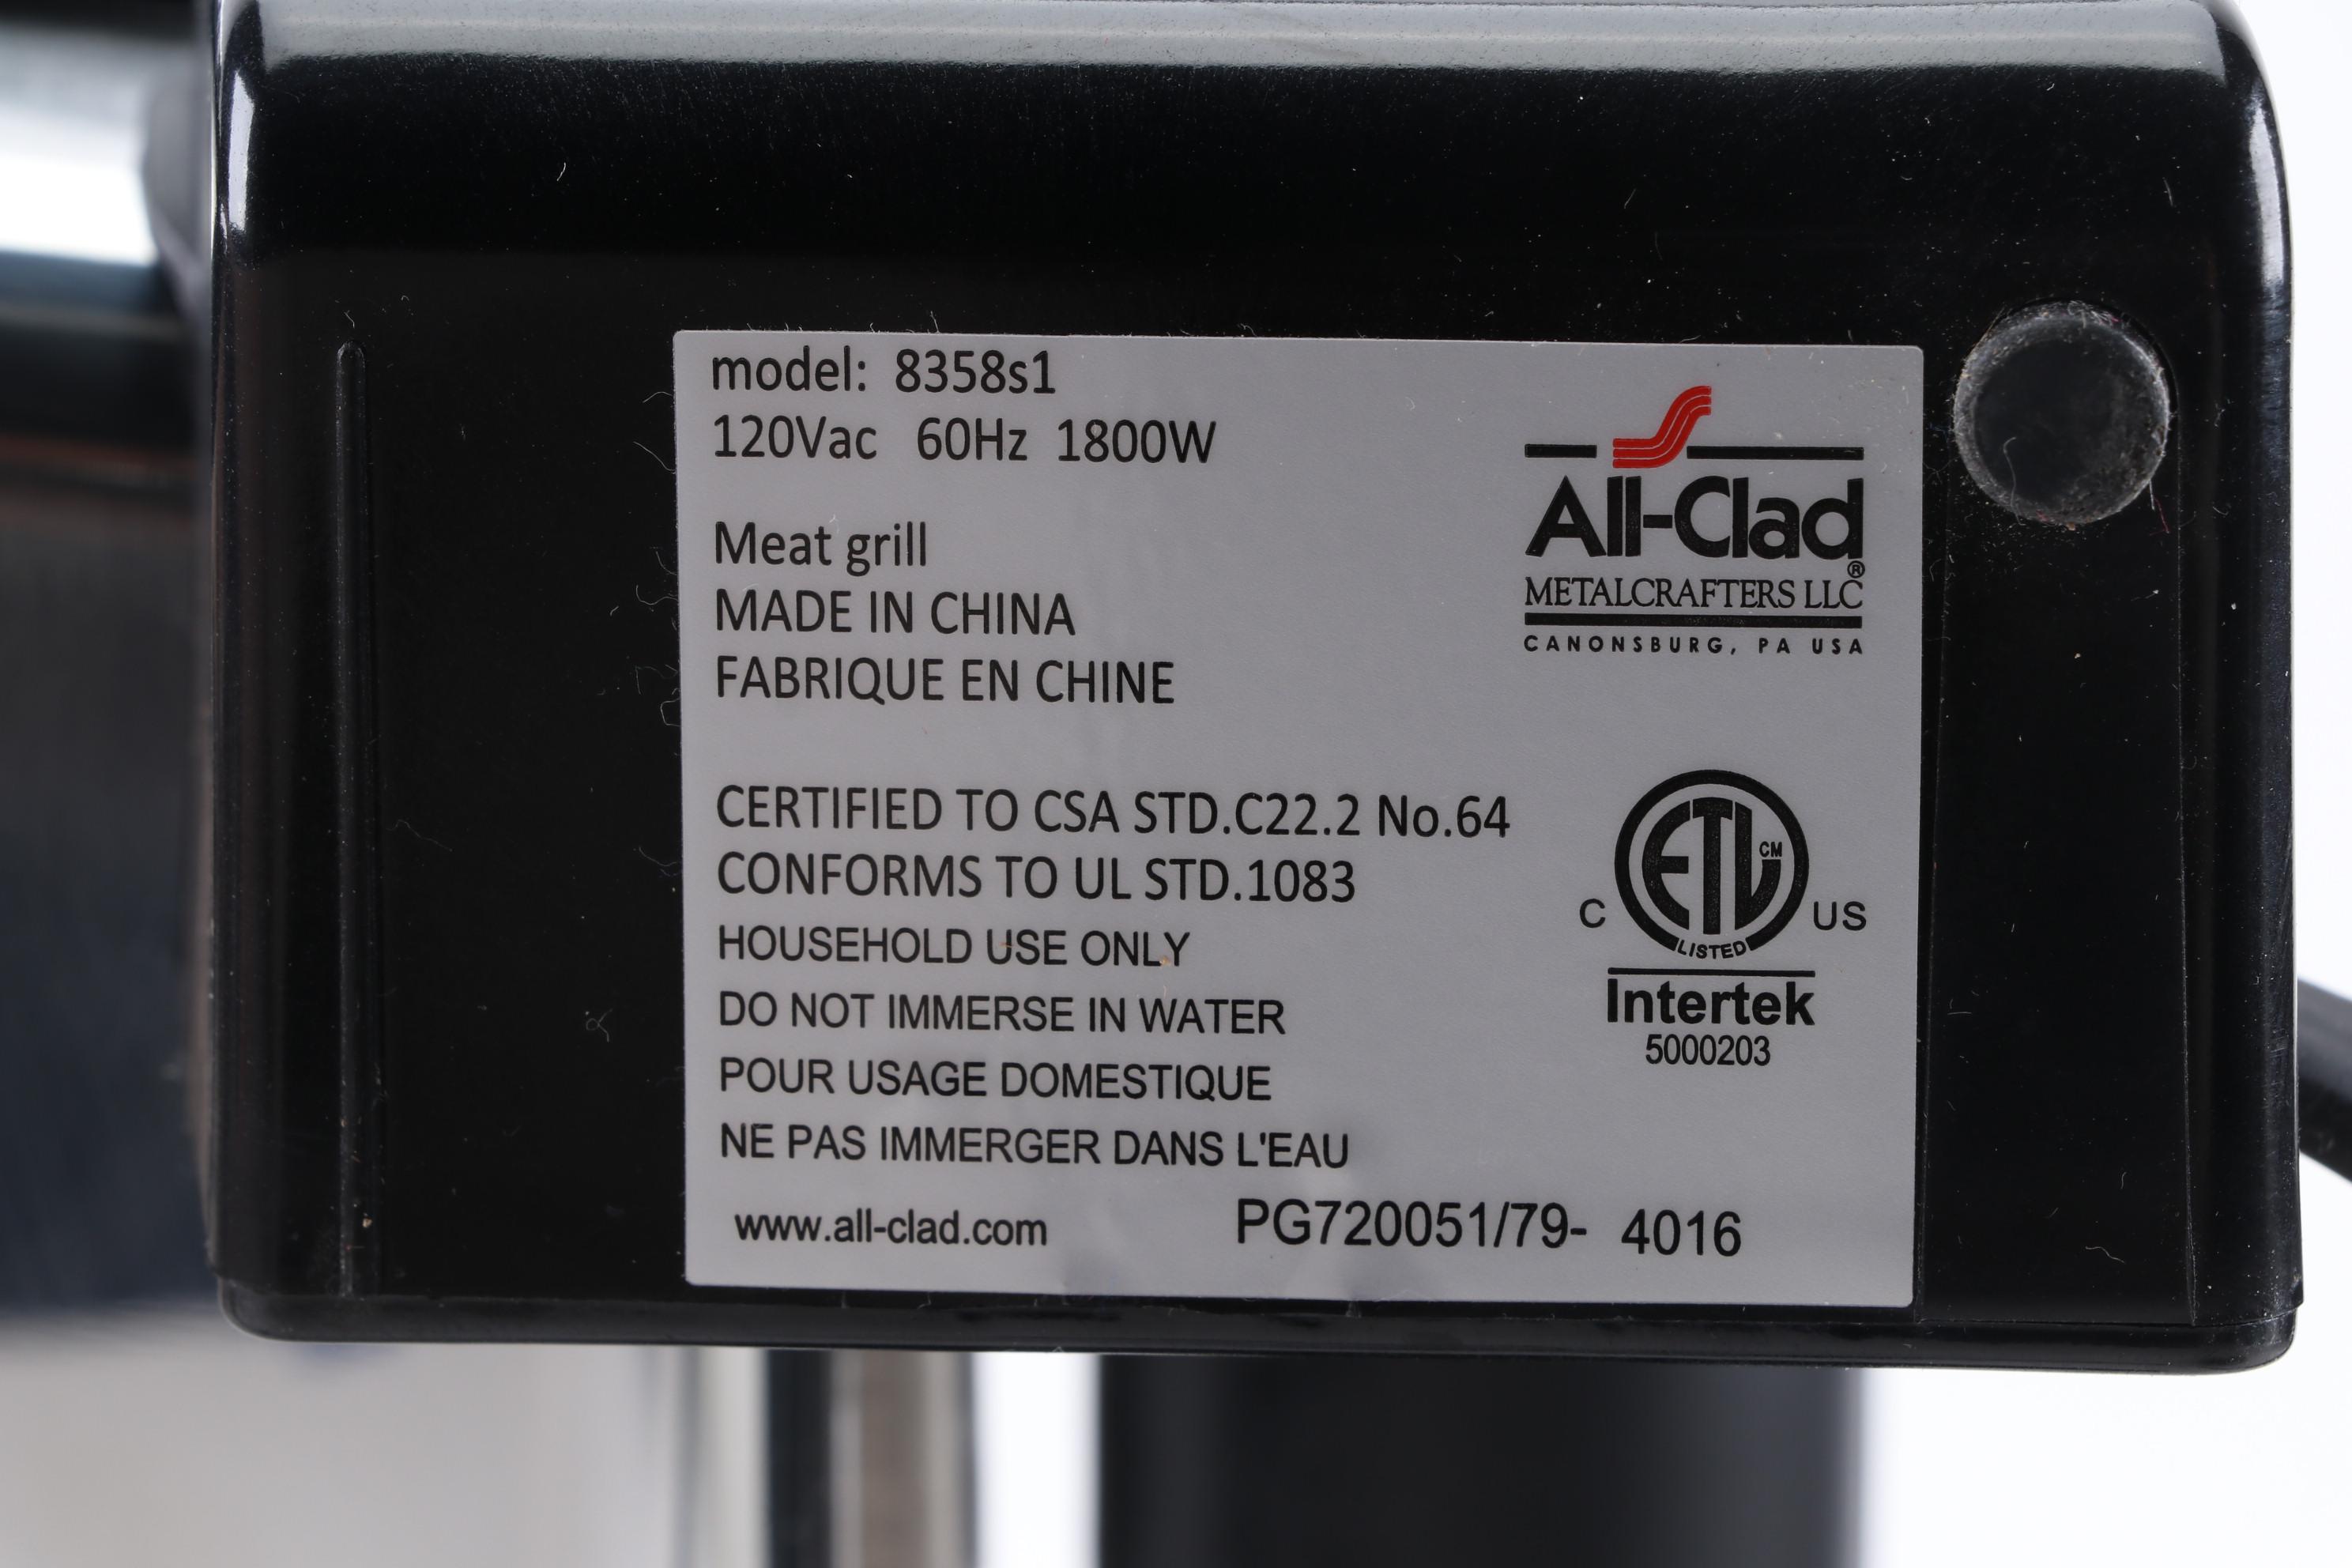 model: 8358s1
120Vac 60Hz 1800W
Meat grill
MADE IN CHINA
FABRIQUE EN CHINE
CERTIFIED TO CSA STD.C22.2 No.64
CONFORMS TO UL STD.1083
HOUSEHOLD USE ONLY
DO NOT IMMERSE IN WATER
POUR USAGE DOMESTIQUE
NE PAS IMMERGER DANS L'EAU
www.all-clad.com PG720051/79- 4016
All-Clad
METALCRAFTERS LLC®
CANONSBURG, PA USA
ETL CM
C US
LISTED
Intertek
5000203